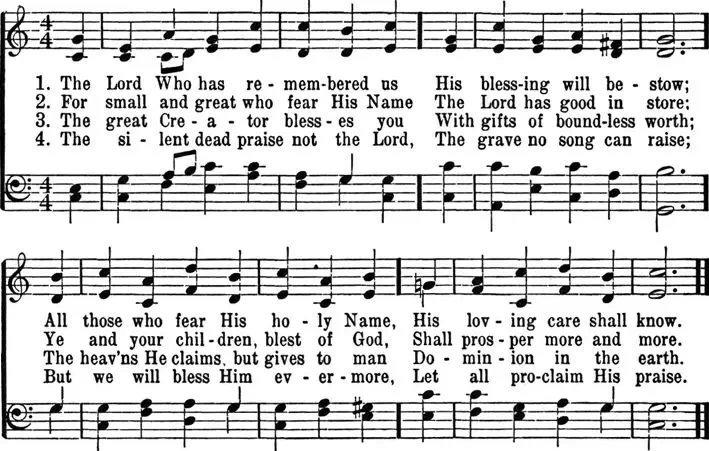 4 4
1. The Lord Who has re - mem-bered us His bless-ing will be - stow;
2. For small and great who fear His Name The Lord has good in store;
3. The great Cre - a - tor bless - es you With gifts of bound-less worth;
4. The si - lent dead praise not the Lord, The grave no song can raise;
4 4
All those who fear His ho - ly Name, His lov - ing care shall know.
Ye and your chil - dren, blest of God, Shall pros - per more and more.
The heav'ns He claims, but gives to man Do - min - ion in the earth.
But we will bless Him ev - er - more, Let all pro-claim His praise.